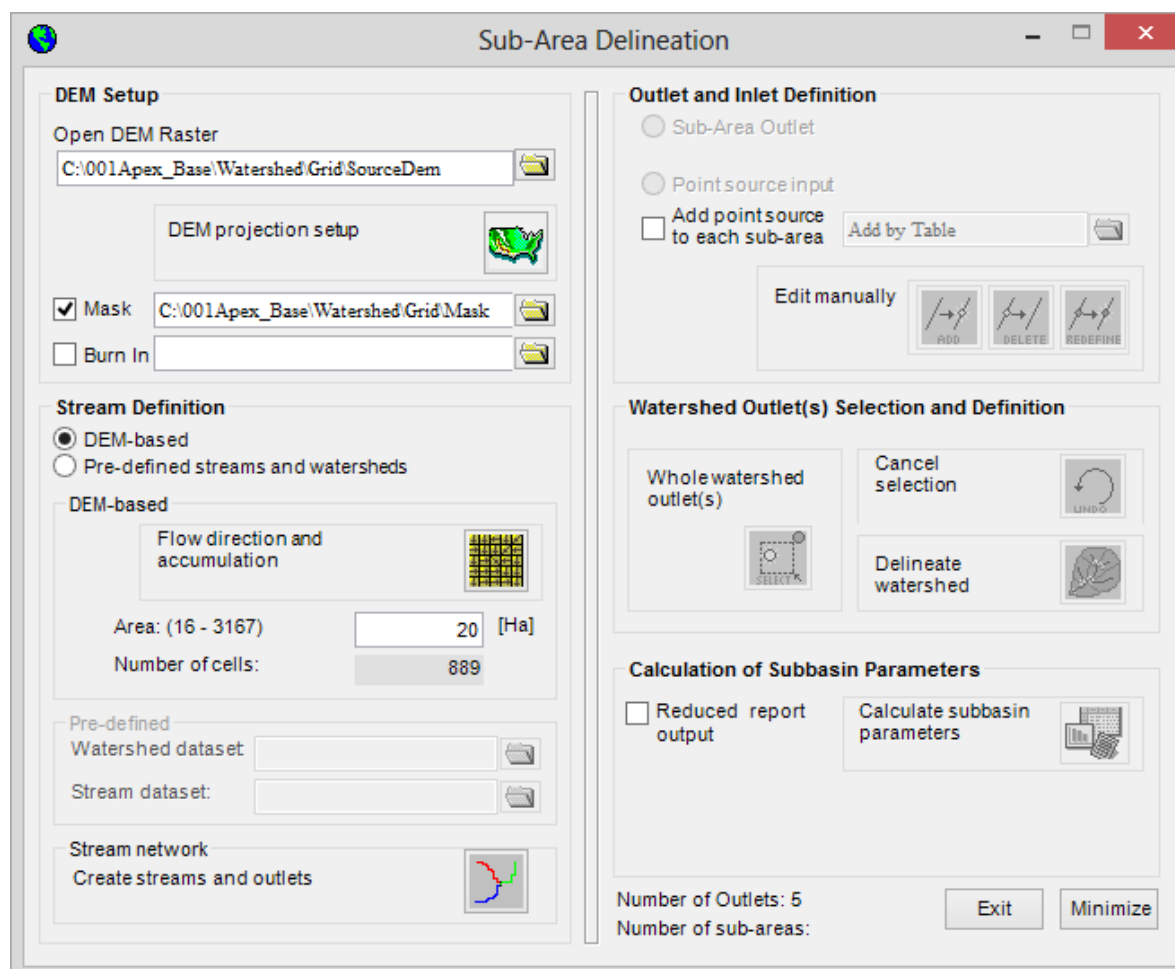 Sub-Area Delineation
DEM Setup
Open DEM Raster
C:\001Apex_Base\Watershed\Grid\SourceDem
DEM projection setup
Mask
C:\001Apex_Base\Watershed\Grid\Mask
Burn In
Stream Definition
DEM-based
Pre-defined streams and watersheds
DEM-based
Flow direction and
accumulation
Area: (16 - 3167)
20
[Ha]
Number of cells:
889
Pre-defined
Watershed dataset
Stream dataset:
Stream network
Create streams and outlets
Outlet and Inlet Definition
Sub-Area Outlet
Point source input
Add point source
to each sub-area
Add by Table
Edit manually
ADD
DELETE
REDEFINE
Watershed Outlet(s) Selection and Definition
Whole watershed
outlet(s)
SELECT
Cancel
selection
UNDO
Delineate
watershed
Calculation of Subbasin Parameters
Reduced report
output
Calculate subbasin
parameters
Number of Outlets: 5
Number of sub-areas:
Exit
Minimize